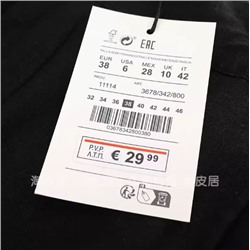 EAC
EUR USA MEX UK IT
38 6 28 10 42
11114 3678/342/800
32 34 36 38 40 42 44 46
03678342800380
P.V.P.
Λ.Τ.Π. € 29.99